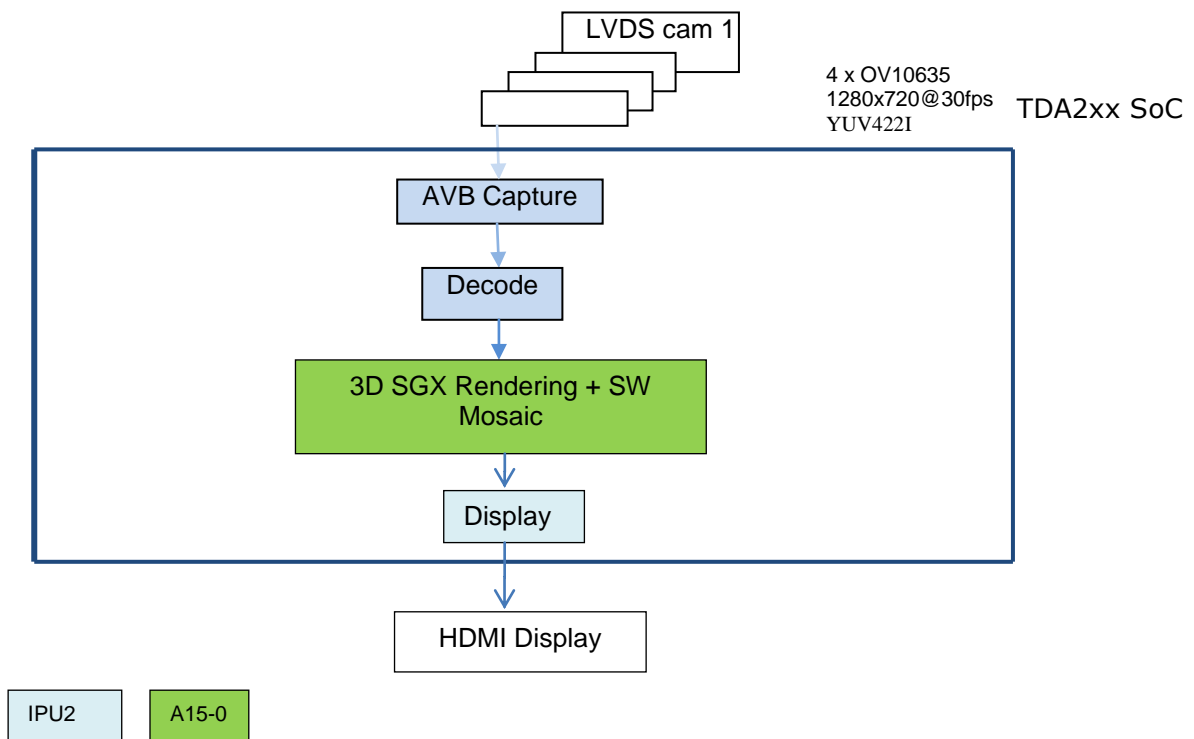 LVDS cam 1
4 x OV10635
1280x720@30fps
YUV422I
TDA2xx SoC
AVB Capture
Decode
3D SGX Rendering + SW
Mosaic
Display
HDMI Display
IPU2
A15-0